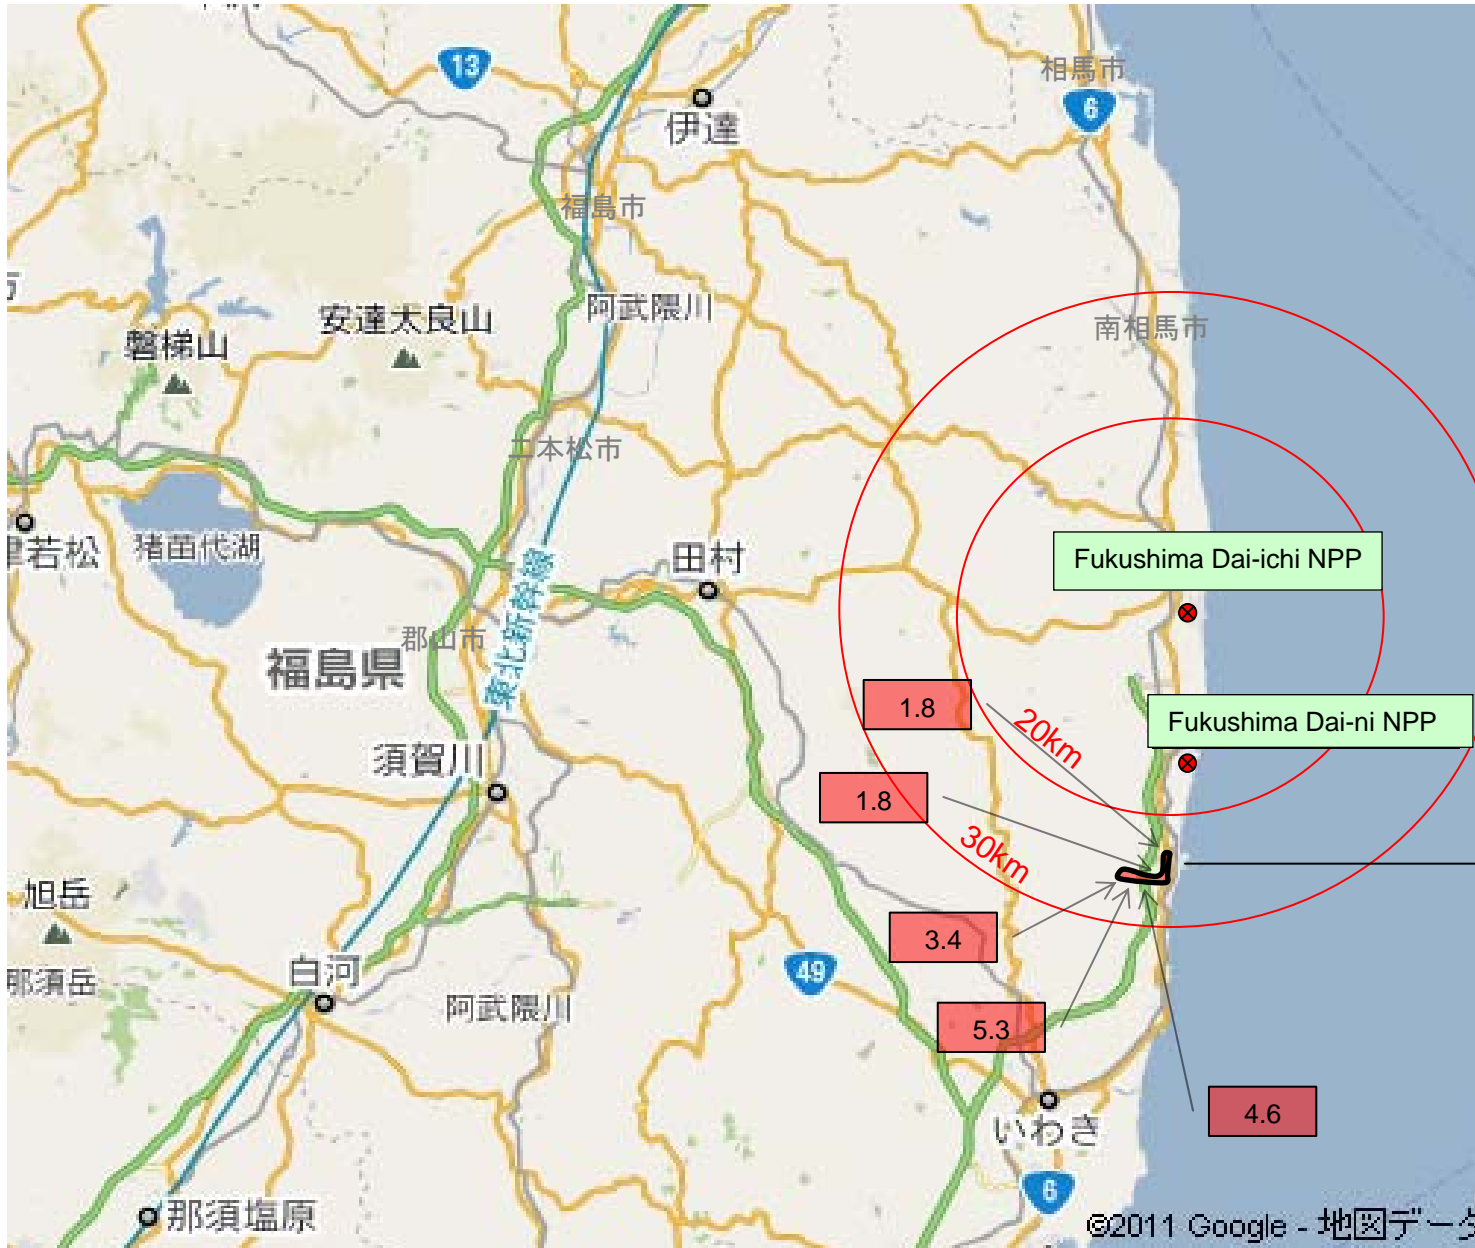 13
相馬市
6
伊達
福島市
阿武隈川
安達太良山
南相馬市
磐梯山
二本松市
猪苗代湖
若松
田村
Fukushima Dai-ichi NPP
東北新幹線
郡山市
福島県
1.8
20km
Fukushima Dai-ni NPP
須賀川
1.8
30km
旭岳
3.4
白河
49
那須岳
阿武隈川
5.3
4.6
いわき
6
那須塩原
©2011 Google - 地図データ